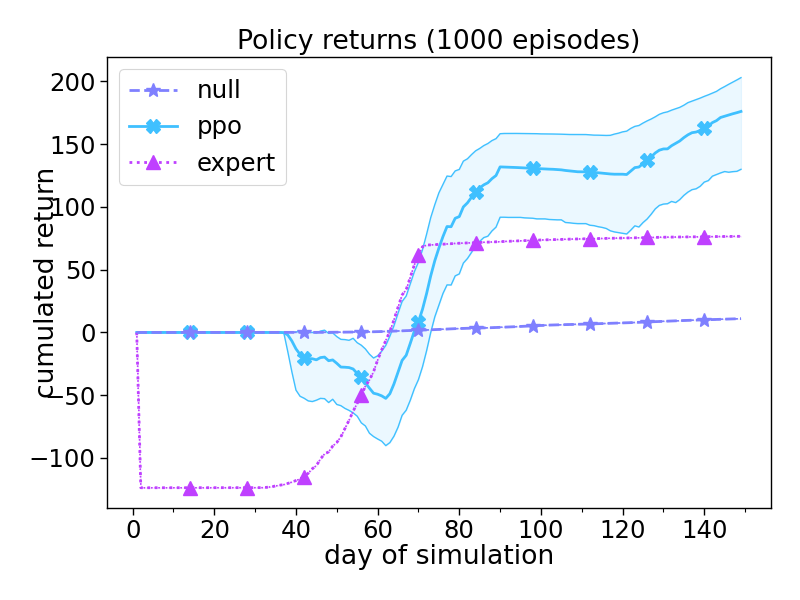 Policy returns (1000 episodes)
null
ppo
expert
cumulated return
200
150
100
50
0
−50
−100
0 20 40 60 80 100 120 140
day of simulation